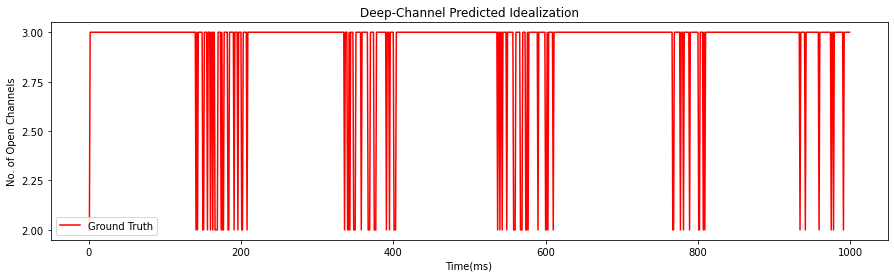 Deep-Channel Predicted Idealization
No. of Open Channels
3.00
2.75
2.50
2.25
2.00
Ground Truth
0 200 400 600 800 1000
Time(ms)